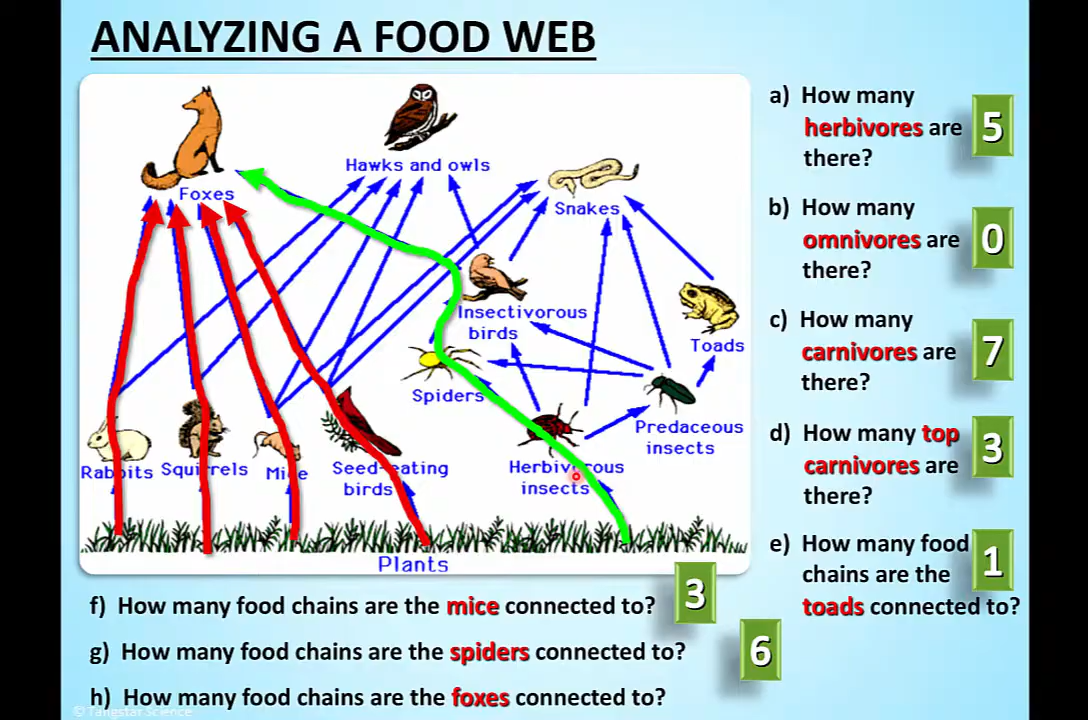 ANALYZING A FOOD WEB
Foxes
Hawks and owls
Snakes
Insectivorous
birds
Toads
Spiders
Predaceous
insects
Rabbits
Squirrels
Mice
Seed-eating
birds
Herbivorous
insects
Plants
a) How many
herbivores are
there?
5
b) How many
omnivores are
there?
0
c) How many
carnivores are
there?
7
d) How many top
carnivores are
there?
3
e) How many food
chains are the
toads connected to?
1
f) How many food chains are the mice connected to?
3
g) How many food chains are the spiders connected to?
6
h) How many food chains are the foxes connected to?
© Tangstar Science